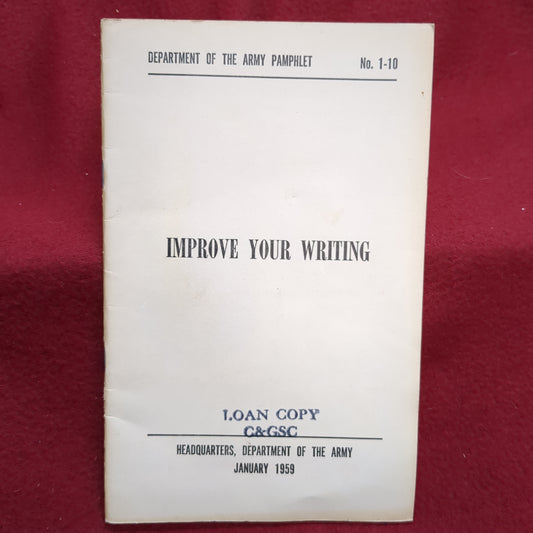 DEPARTMENT OF THE ARMY PAMPHLET No. 1-10
IMPROVE YOUR WRITING
LOAN COPY
C&GSC
HEADQUARTERS, DEPARTMENT OF THE ARMY
JANUARY 1959